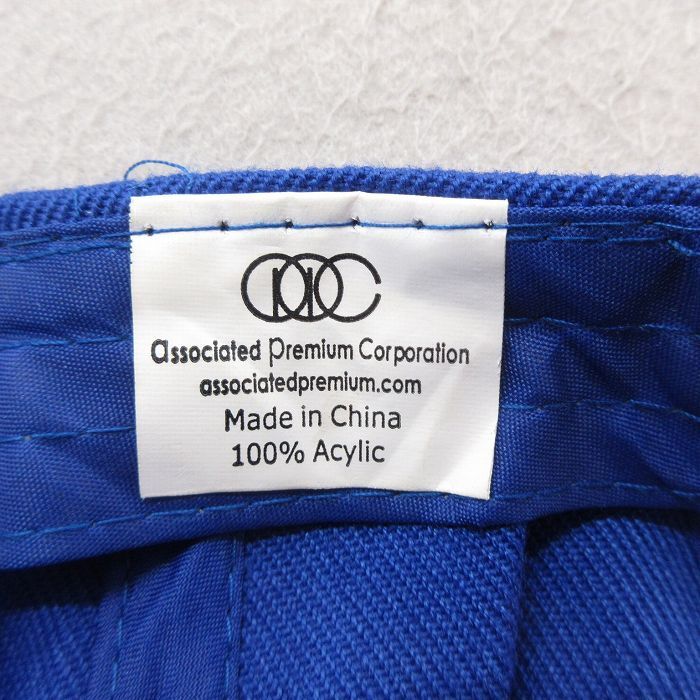 associated Premium Corporation
associatedpremium.com
Made in China
100% Acylic